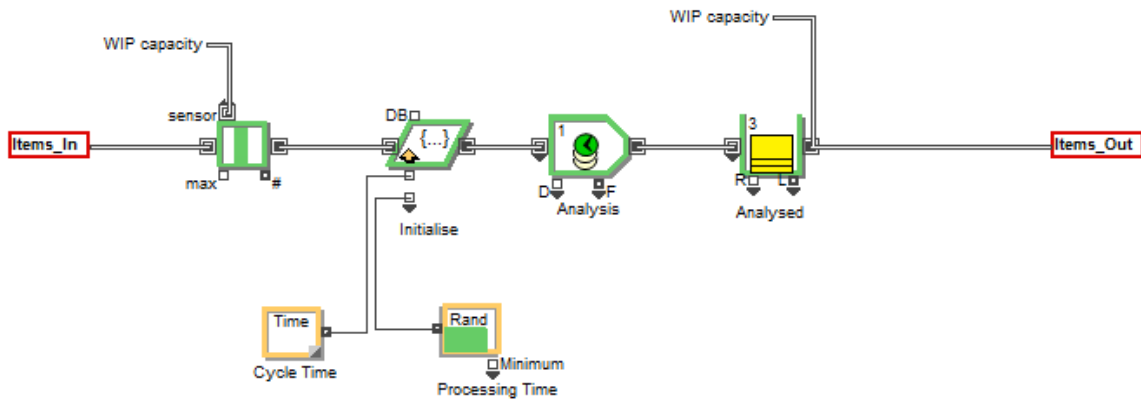 WIP capacity
WIP capacity
sensor
DB
{...}
1
3
Items_In
Items_Out
max
#
D
F
R
L
Analysis
Analysed
Initialise
Time
Rand
Minimum
Cycle Time
Processing Time